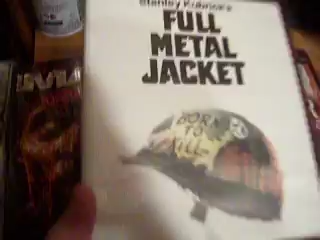 Stanley Kubrick's
FULL
METAL
JACKET
BORN
TO
KILL